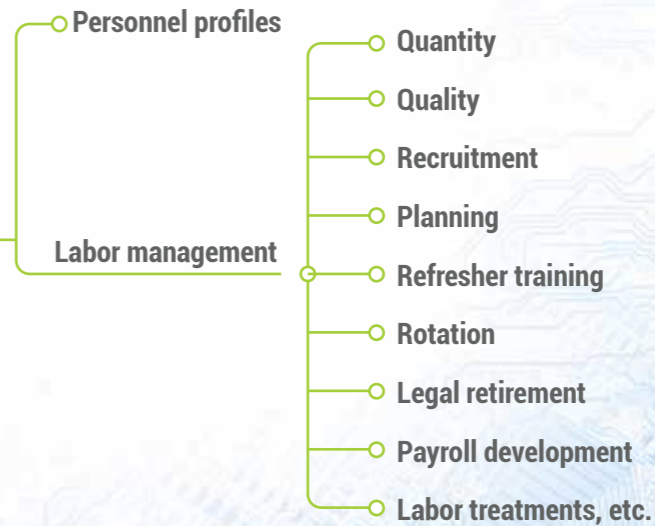 Personnel profiles
Labor management
Quantity
Quality
Recruitment
Planning
Refresher training
Rotation
Legal retirement
Payroll development
Labor treatments, etc.